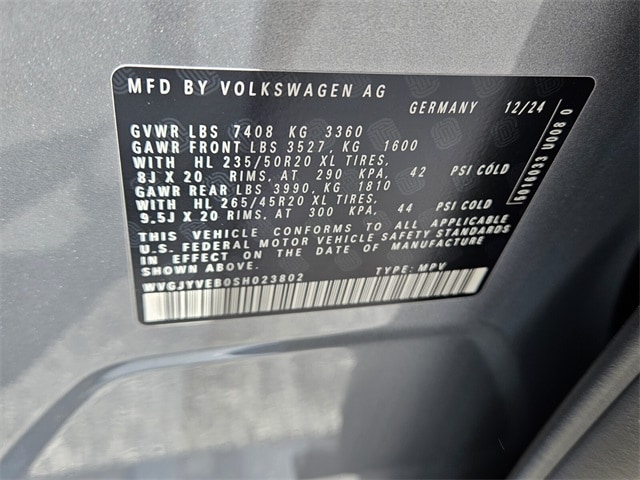 MFD BY VOLKSWAGEN AG
GERMANY 12/24
GVWR LBS 7408 KG 3360
GAWR FRONT LBS 3527, KG 1600
WITH HL 235/50R20 XL TIRES,
8J X 20 RIMS, AT 290 KPA, 42 PSI COLD
GAWR REAR LBS 3990, KG 1810
WITH HL 265/45R20 XL TIRES,
9.5J X 20 RIMS, AT 300 KPA, 44 PSI COLD
THIS VEHICLE CONFORMS TO ALL APPLICABLE
U.S. FEDERAL MOTOR VEHICLE SAFETY STANDARDS
IN EFFECT ON THE DATE OF MANUFACTURE
SHOWN ABOVE.
WVGJYVEB0SH023802 TYPE: MPV
5016033 U008 0